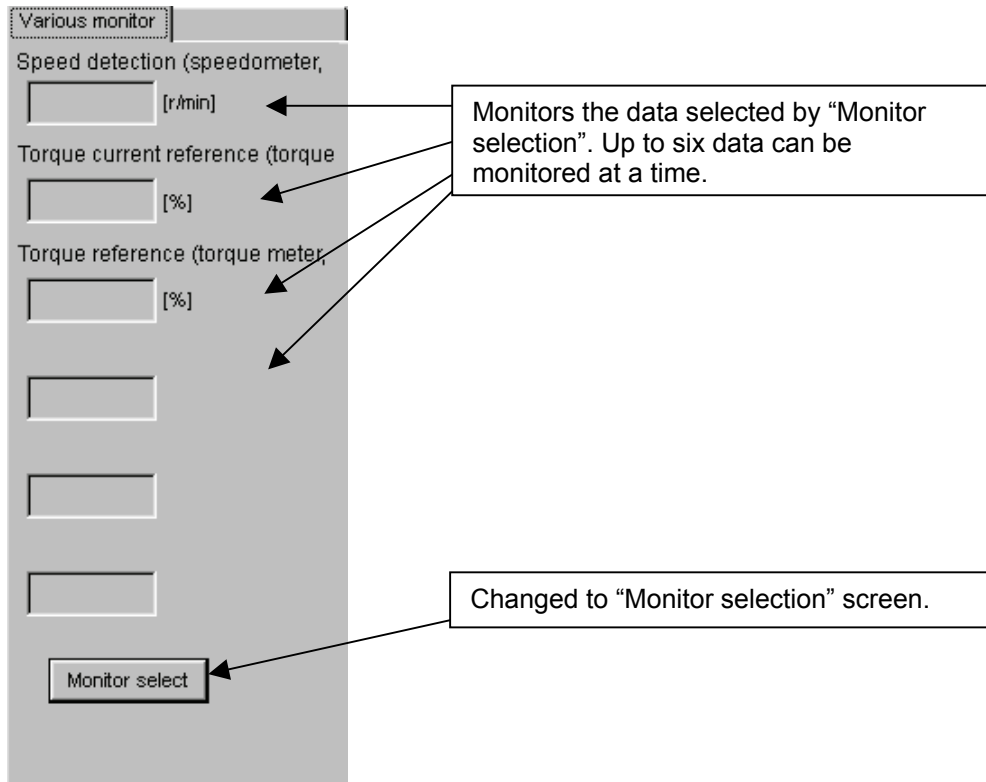 Various monitor
Speed detection (speedometer,
[r/min]
Torque current reference (torque
[%]
Torque reference (torque meter,
[%]
Monitor select
Monitors the data selected by “Monitor
selection”. Up to six data can be
monitored at a time.
Changed to “Monitor selection” screen.